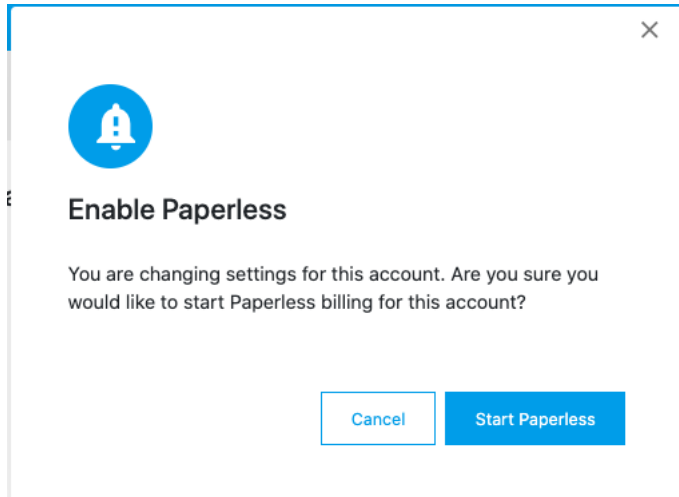 Enable Paperless
You are changing settings for this account. Are you sure you
would like to start Paperless billing for this account?
Cancel
Start Paperless